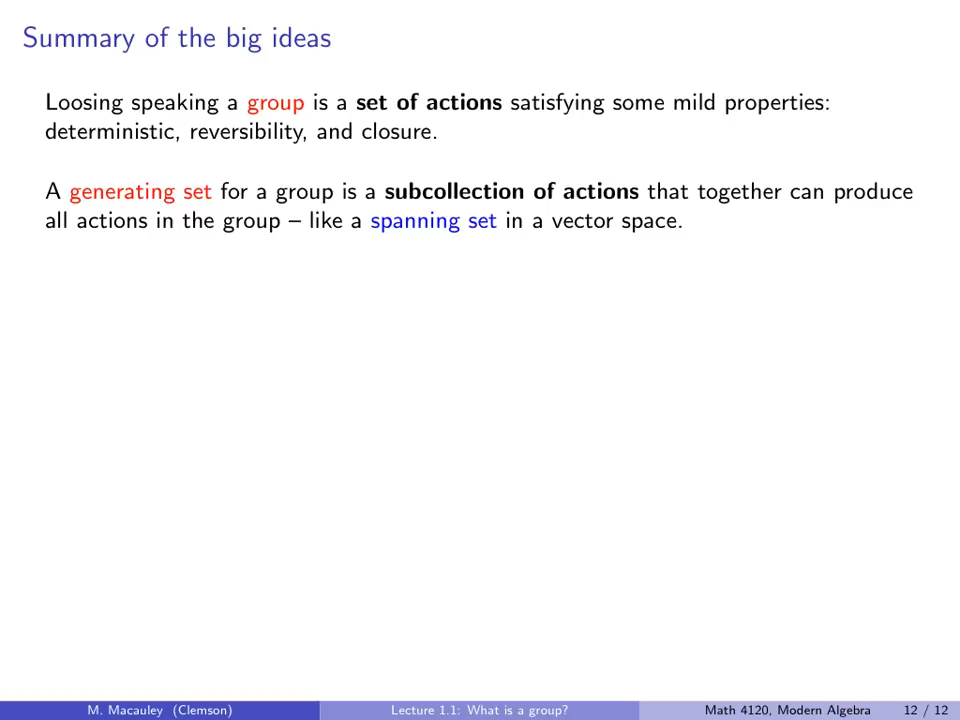 Summary of the big ideas
Loosing speaking a group is a set of actions satisfying some mild properties:
deterministic, reversibility, and closure.
A generating set for a group is a subcollection of actions that together can produce
all actions in the group – like a spanning set in a vector space.
M. Macauley (Clemson)
Lecture 1.1: What is a group?
Math 4120, Modern Algebra
12 / 12